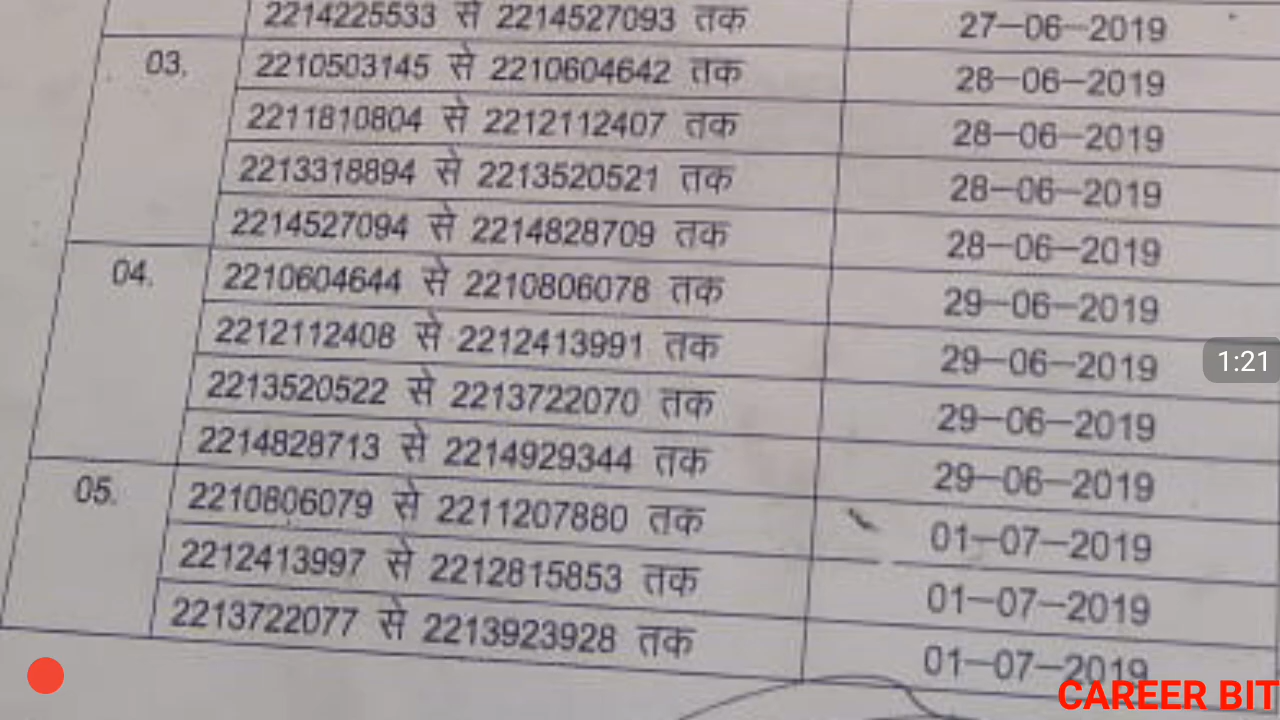 2214225533 से 2214527093 तक 27-06-2019
03. 2210503145 से 2210604642 तक 28-06-2019
2211810804 से 2212112407 तक 28-06-2019
2213318894 से 2213520521 तक 28-06-2019
2214527094 से 2214828709 तक 28-06-2019
04. 2210604644 से 2210806078 तक 29-06-2019
2212112408 से 2212413991 तक 29-06-2019
1:21
2213520522 से 2213722070 तक 29-06-2019
2214828713 से 2214929344 तक 29-06-2019
05. 2210806079 से 2211207880 तक 01-07-2019
2212413997 से 2212815853 तक 01-07-2019
2213722077 से 2213923928 तक 01-07-2019
CAREER BIT